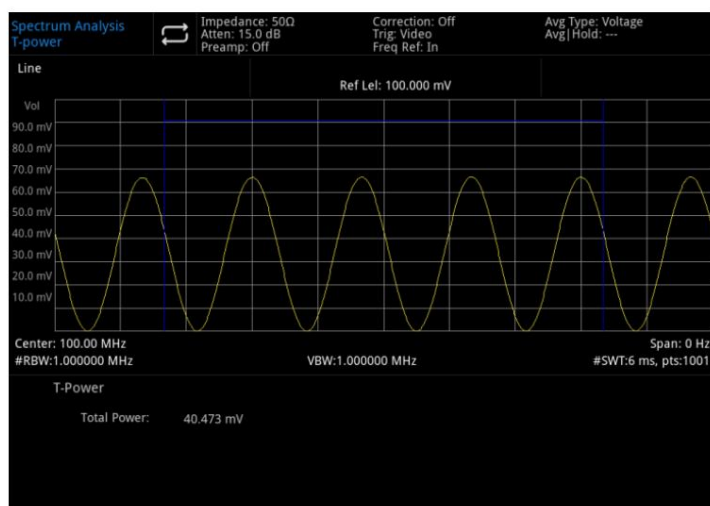 Spectrum Analysis
T-power
Impedance: 50Ω
Atten: 15.0 dB
Preamp: Off
Correction: Off
Trig: Video
Freq Ref: In
Avg Type: Voltage
Avg|Hold: ---
Line
Ref Lel: 100.000 mV
Vol
90.0 mV
80.0 mV
70.0 mV
60.0 mV
50.0 mV
40.0 mV
30.0 mV
20.0 mV
10.0 mV
Center: 100.00 MHz
Span: 0 Hz
#RBW:1.000000 MHz
VBW:1.000000 MHz
#SWT:6 ms, pts:1001
T-Power
Total Power: 40.473 mV